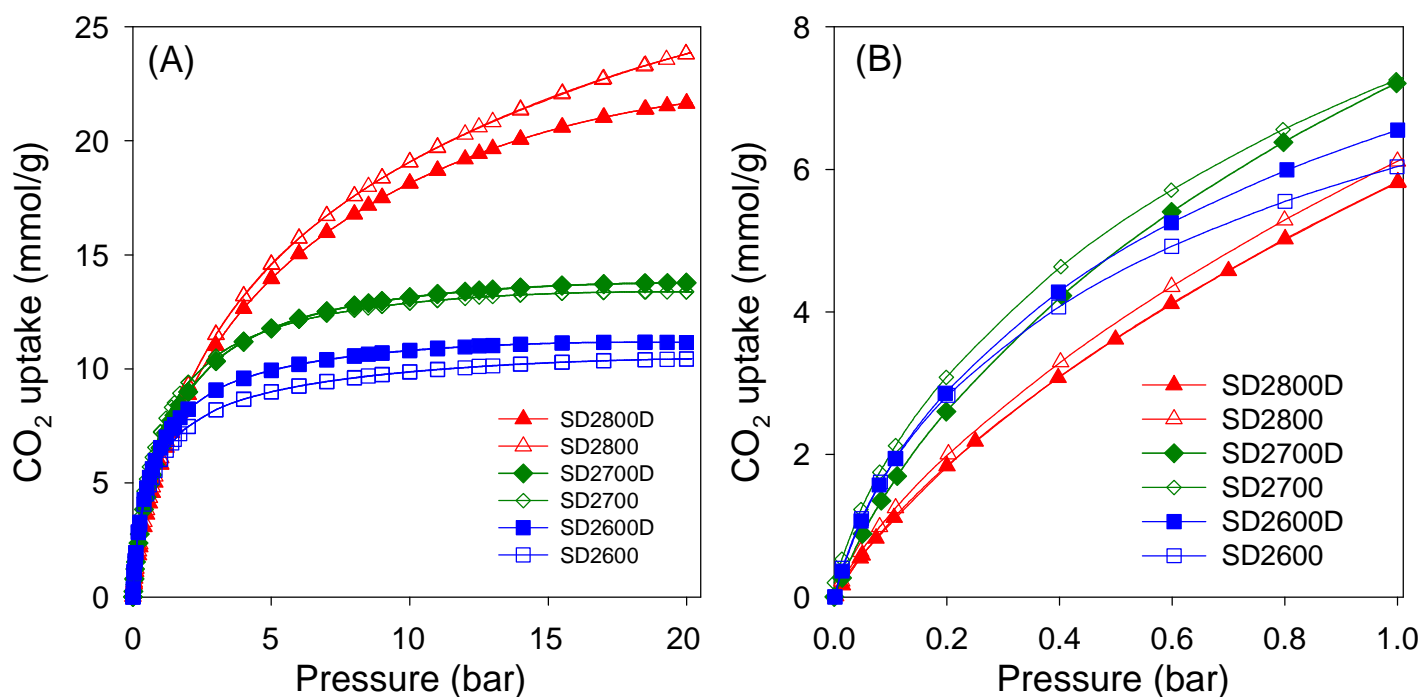 (A)
CO₂ uptake (mmol/g)
25
20
15
10
5
0
0 5 10 15 20
Pressure (bar)
SD2800D
SD2800
SD2700D
SD2700
SD2600D
SD2600
(B)
CO₂ uptake (mmol/g)
8
6
4
2
0
0.0 0.2 0.4 0.6 0.8 1.0
Pressure (bar)
SD2800D
SD2800
SD2700D
SD2700
SD2600D
SD2600